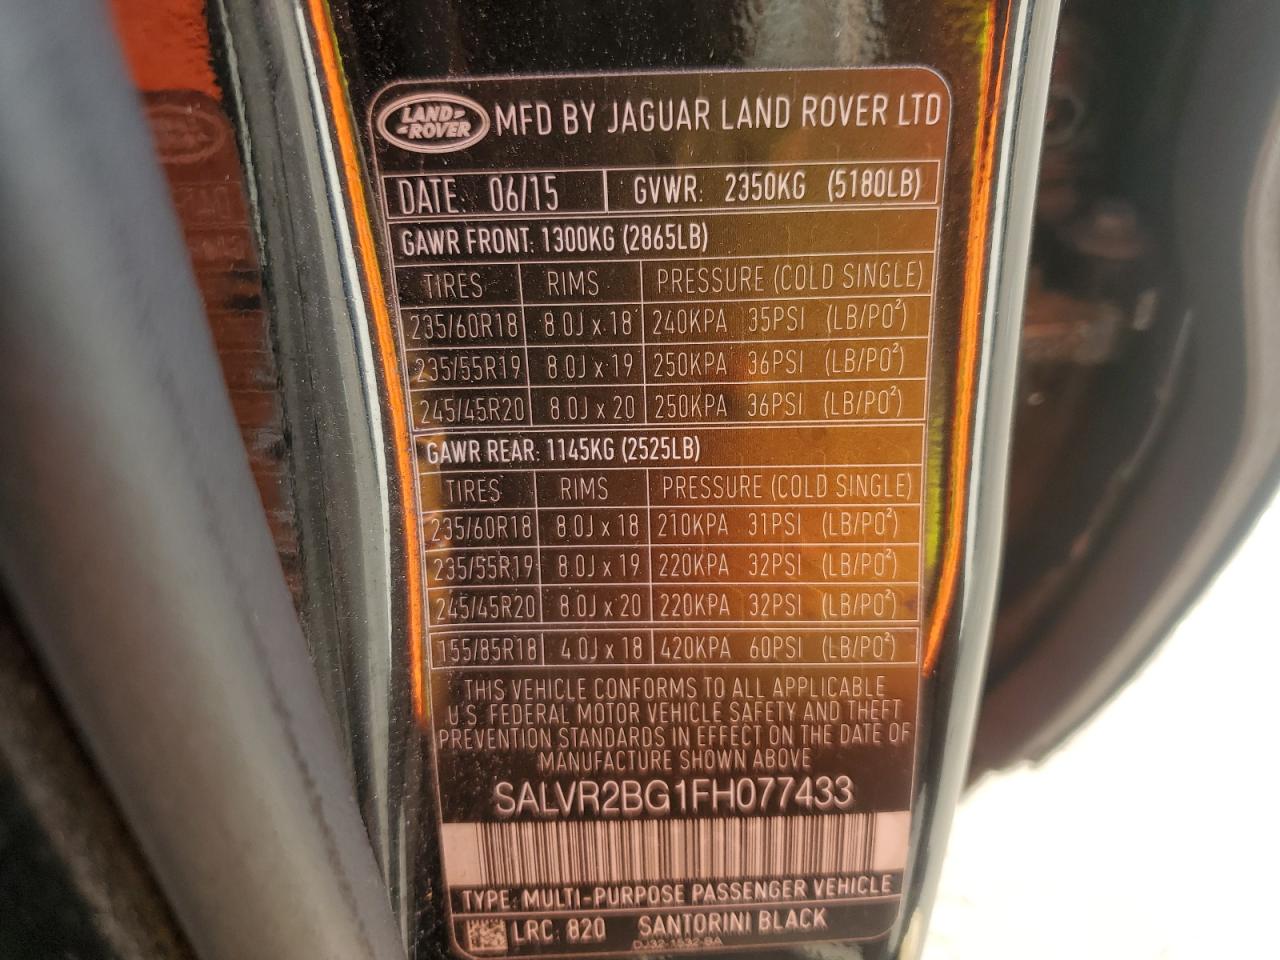 LAND ROVER MFD BY JAGUAR LAND ROVER LTD
DATE: 06/15 GVWR: 2350KG (5180LB)
GAWR FRONT: 1300KG (2865LB)
TIRES RIMS PRESSURE (COLD SINGLE)
235/60R18 8.0J x 18 240KPA 35PSI (LB/PO²)
235/55R19 8.0J x 19 250KPA 36PSI (LB/PO²)
245/45R20 8.0J x 20 250KPA 36PSI (LB/PO²)
GAWR REAR: 1145KG (2525LB)
TIRES RIMS PRESSURE (COLD SINGLE)
235/60R18 8.0J x 18 210KPA 31PSI (LB/PO²)
235/55R19 8.0J x 19 220KPA 32PSI (LB/PO²)
245/45R20 8.0J x 20 220KPA 32PSI (LB/PO²)
155/85R18 4.0J x 18 420KPA 60PSI (LB/PO²)
THIS VEHICLE CONFORMS TO ALL APPLICABLE
U.S. FEDERAL MOTOR VEHICLE SAFETY AND THEFT
PREVENTION STANDARDS IN EFFECT ON THE DATE OF
MANUFACTURE SHOWN ABOVE
SALVR2BG1FH077433
TYPE: MULTI-PURPOSE PASSENGER VEHICLE
LRC: 820 SANTORINI BLACK
DJ32-1532-BA